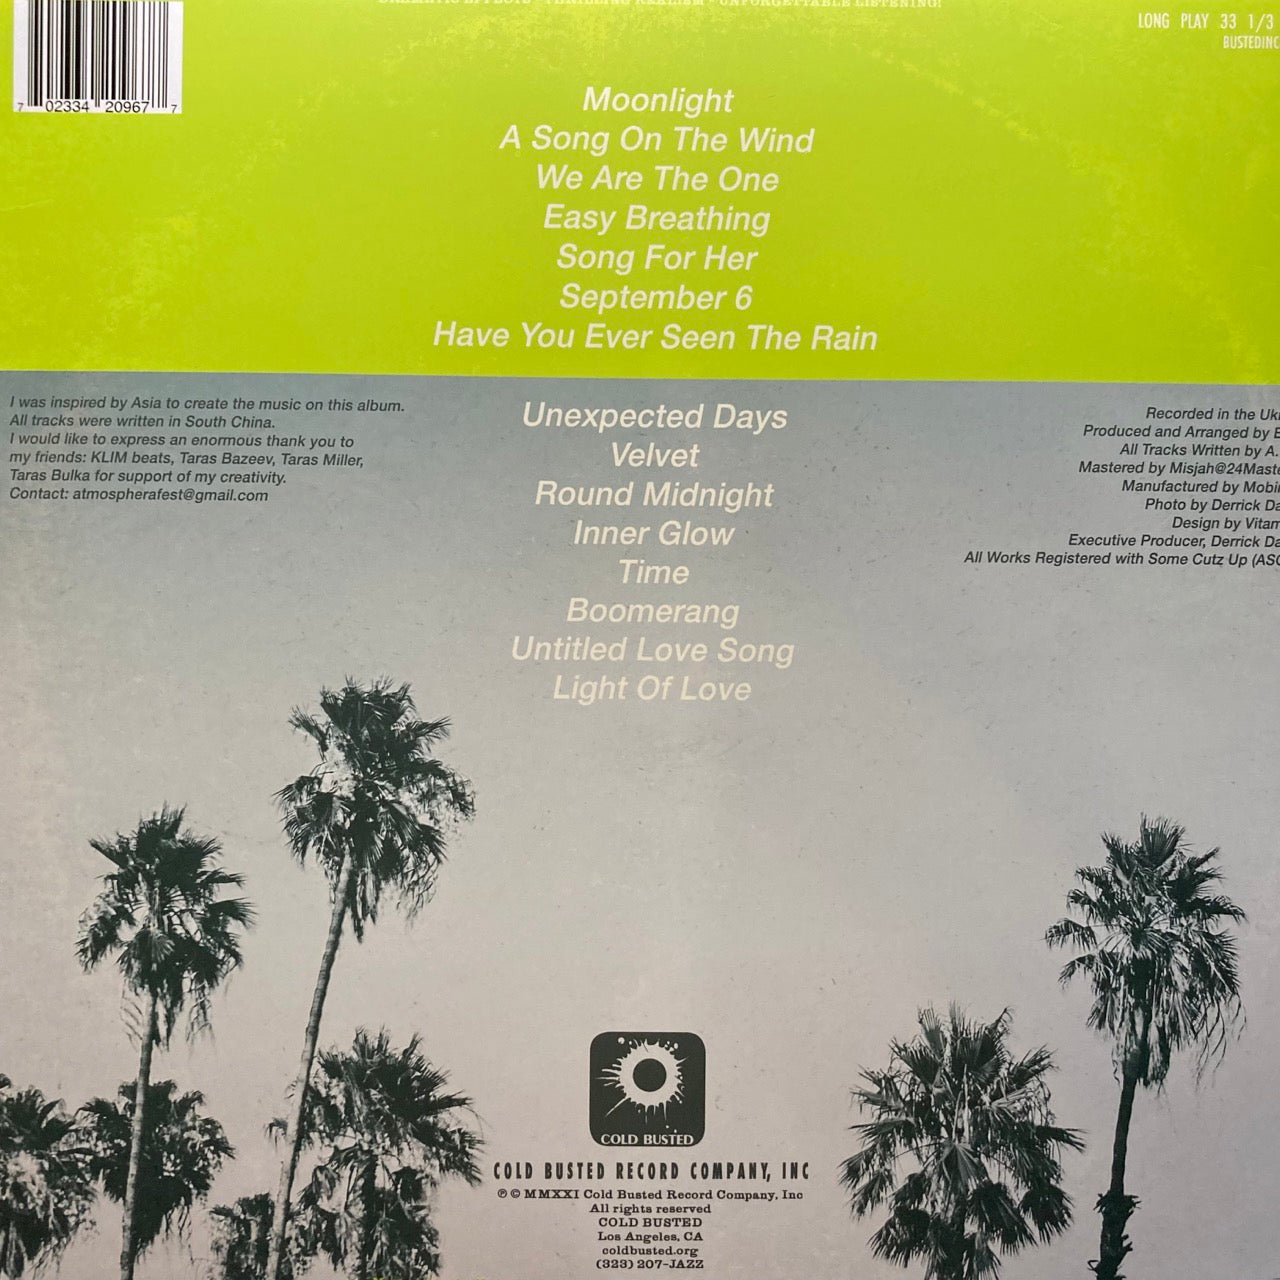 DRAMATIC EFFECTS · THRILLING REALISM · UNFORGETTABLE LISTENING!
LONG PLAY 33 1/3
BUSTEDINC
7 02334 20967 7
Moonlight
A Song On The Wind
We Are The One
Easy Breathing
Song For Her
September 6
Have You Ever Seen The Rain
I was inspired by Asia to create the music on this album.
All tracks were written in South China.
I would like to express an enormous thank you to
my friends: KLIM beats, Taras Bazeev, Taras Miller,
Taras Bulka for support of my creativity.
Contact: atmospherafest@gmail.com
Unexpected Days
Velvet
Round Midnight
Inner Glow
Time
Boomerang
Untitled Love Song
Light Of Love
Recorded in the
Produced and Arranged by
All Tracks Written by A.
Mastered by
Manufactured by
Photo by Derrick
Design by
Executive Producer, Derrick
All Works Registered with Some Cutz Up
COLD BUSTED
COLD BUSTED RECORD COMPANY, INC
℗ © MMXXI Cold Busted Record Company, Inc
All rights reserved
COLD BUSTED
Los Angeles, CA
coldbusted.org
(323) 207-JAZZ